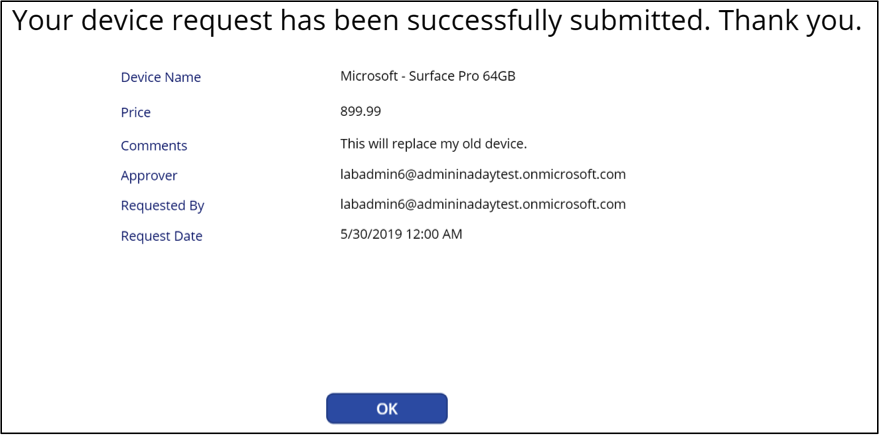 Your device request has been successfully submitted. Thank you.
Device Name Microsoft - Surface Pro 64GB
Price 899.99
Comments This will replace my old device.
Approver labadmin6@admininadaytest.onmicrosoft.com
Requested By labadmin6@admininadaytest.onmicrosoft.com
Request Date 5/30/2019 12:00 AM
OK